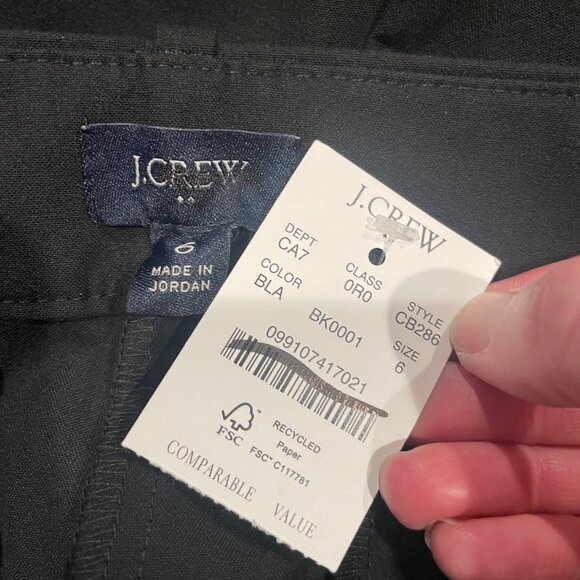 J.CREW
6
MADE IN
JORDAN
J.CREW
DEPT CLASS STYLE
CA7 0R0 CB286
COLOR SIZE
BLA BK0001 6
099107417021
FSC
RECYCLED
Paper
FSC™ C117781
COMPARABLE VALUE